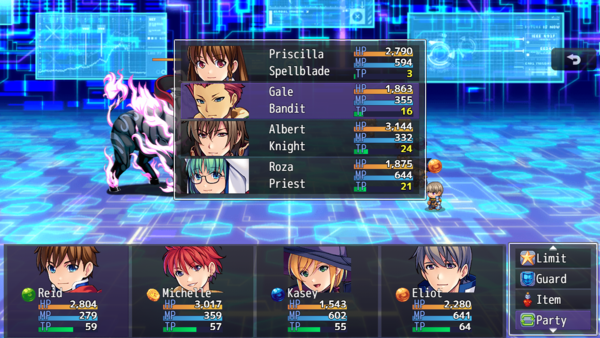 Priscilla
Spellblade
HP 2,790
MP 594
TP 3
Gale
Bandit
HP 1,863
MP 355
TP 16
Albert
Knight
HP 3,144
MP 332
TP 24
Roza
Priest
HP 1,875
MP 644
TP 21
Reid
HP 2,804
MP 279
TP 59
Michelle
HP 3,017
MP 359
TP 57
Kasey
HP 1,543
MP 602
TP 55
Eliot
HP 2,280
MP 641
TP 64
Limit
Guard
Item
Party